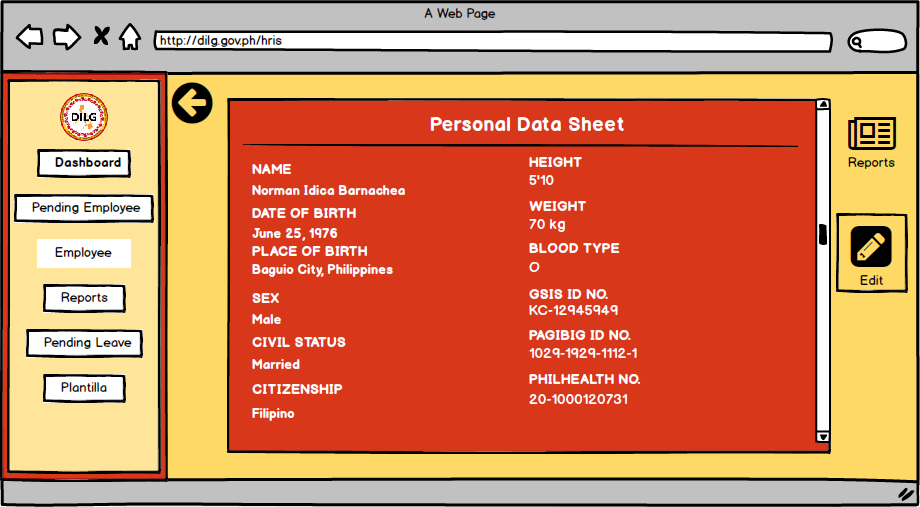 A Web Page
http://dilg.gov.ph/hris
DILG
Dashboard
Pending Employee
Employee
Reports
Pending Leave
Plantilla
Personal Data Sheet
NAME
Norman Idica Barnachea
DATE OF BIRTH
June 25, 1976
PLACE OF BIRTH
Baguio City, Philippines
SEX
Male
CIVIL STATUS
Married
CITIZENSHIP
Filipino
HEIGHT
5'10
WEIGHT
70 kg
BLOOD TYPE
O
GSIS ID NO.
KC-12945949
PAGIBIG ID NO.
1029-1929-1112-1
PHILHEALTH NO.
20-1000120731
Reports
Edit